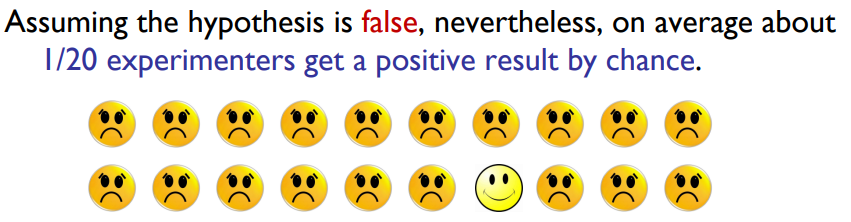 Assuming the hypothesis is false, nevertheless, on average about
1/20 experimenters get a positive result by chance.